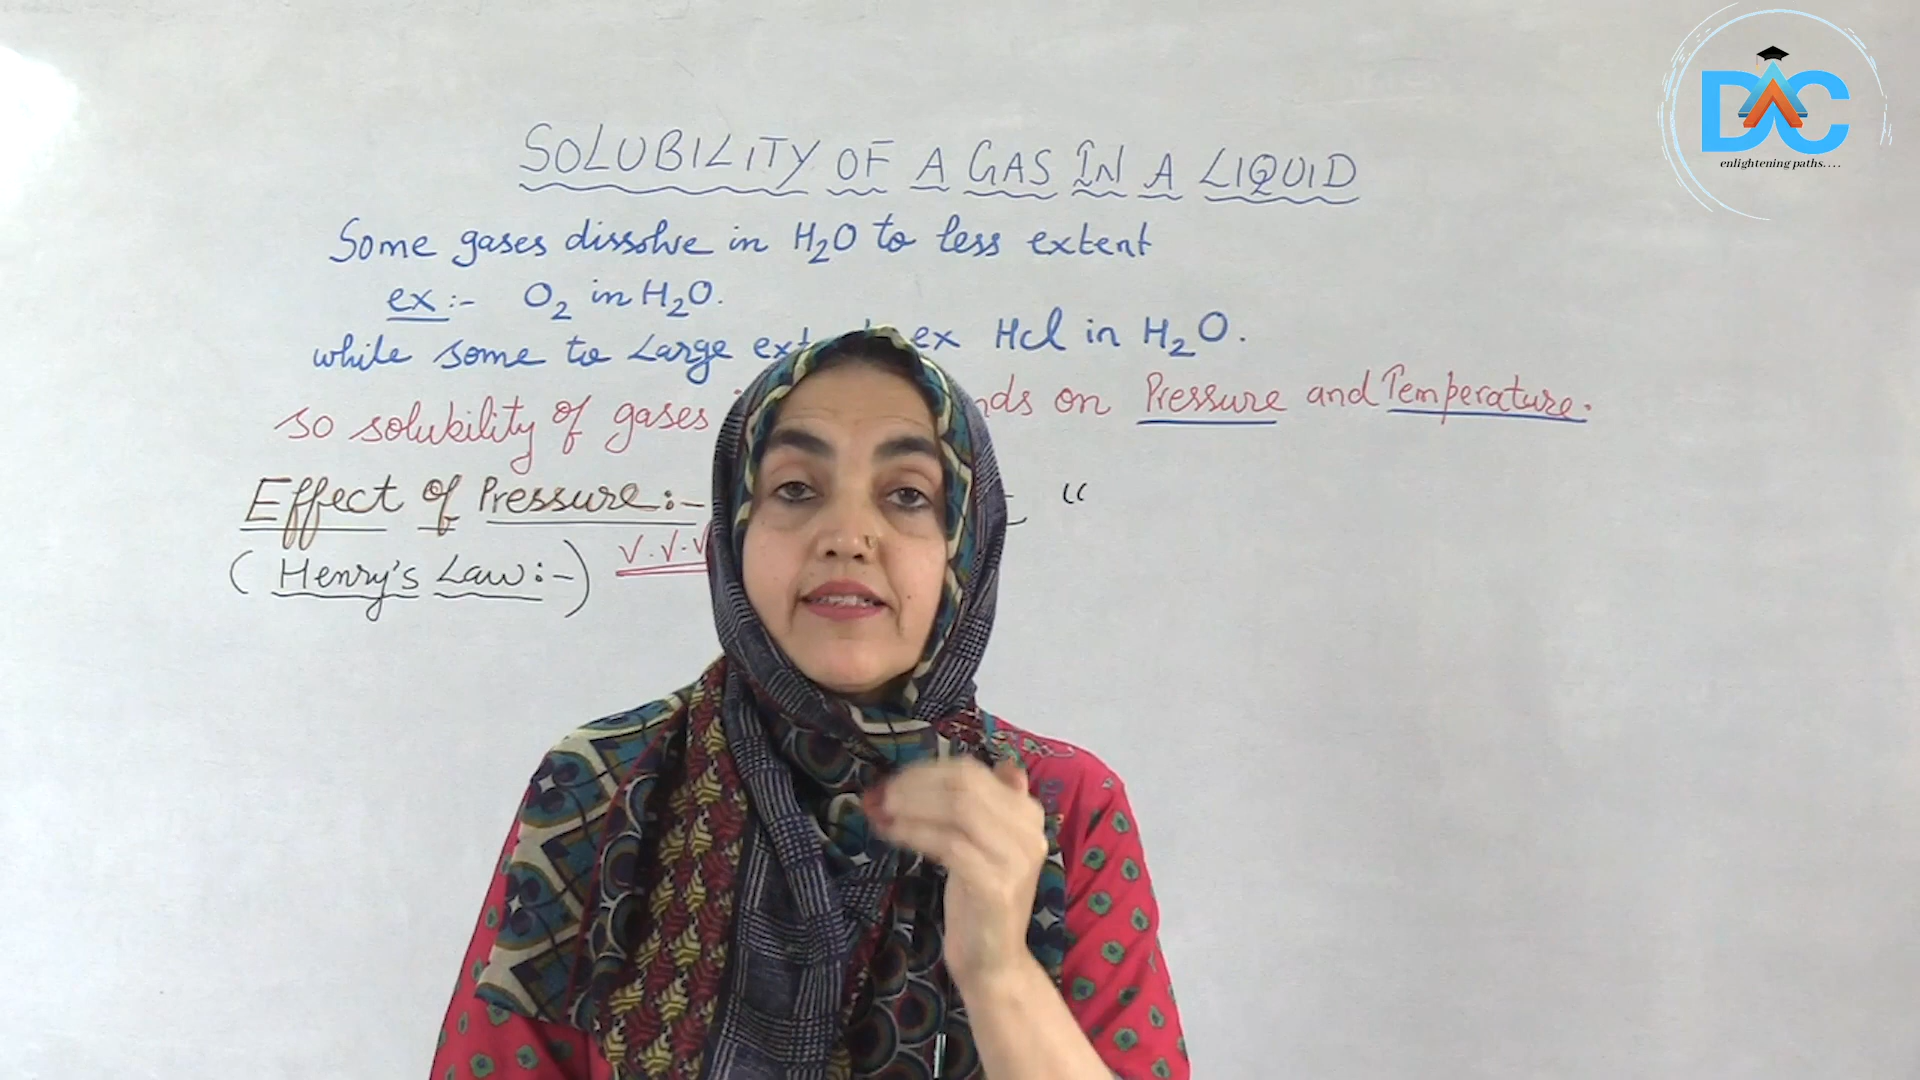 DAC
enlightening paths....
SOLUBILITY OF A GAS IN A LIQUID
Some gases dissolve in H2O to less extent
ex:- O2 in H2O.
while some to Large ex HCl in H2O.
so solubility of gases on Pressure and Temperature.
Effect of Pressure:- "
(Henry's Law:-) V.V.V